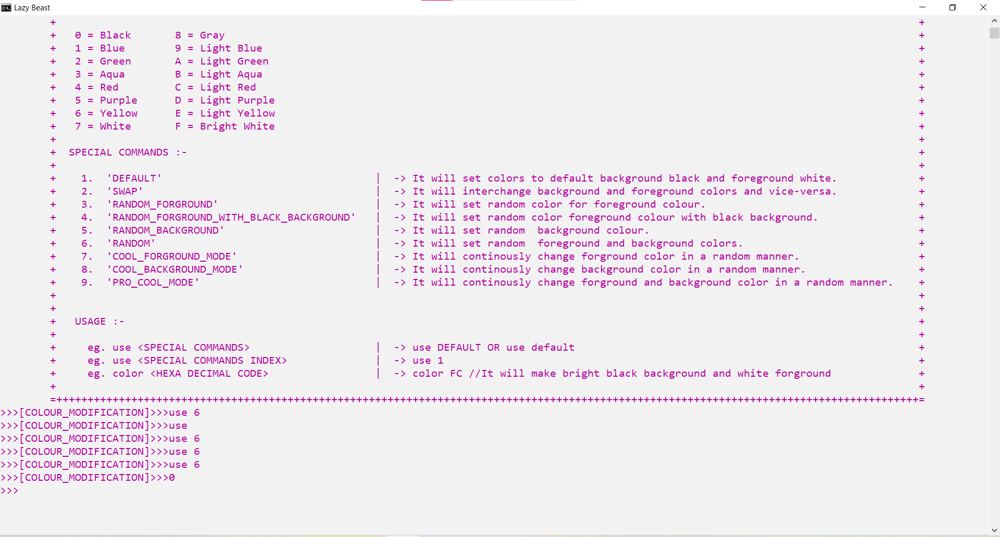 Lazy Beast
+ +
+ 0 = Black 8 = Gray +
+ 1 = Blue 9 = Light Blue +
+ 2 = Green A = Light Green +
+ 3 = Aqua B = Light Aqua +
+ 4 = Red C = Light Red +
+ 5 = Purple D = Light Purple +
+ 6 = Yellow E = Light Yellow +
+ 7 = White F = Bright White +
+ +
+ SPECIAL COMMANDS :- +
+ +
+ 1. 'DEFAULT' | -> It will set colors to default background black and foreground white. +
+ 2. 'SWAP' | -> It will interchange background and foreground colors and vice-versa. +
+ 3. 'RANDOM_FORGROUND' | -> It will set random color for foreground colour. +
+ 4. 'RANDOM_FORGROUND_WITH_BLACK_BACKGROUND' | -> It will set random color foreground colour with black background. +
+ 5. 'RANDOM_BACKGROUND' | -> It will set random  background colour. +
+ 6. 'RANDOM' | -> It will set random  foreground and background colors. +
+ 7. 'COOL_FORGROUND_MODE' | -> It will continously change forground color in a random manner. +
+ 8. 'COOL_BACKGROUND_MODE' | -> It will continously change background color in a random manner. +
+ 9. 'PRO_COOL_MODE' | -> It will continously change forground and background color in a random manner. +
+ +
+ +
+ USAGE :- +
+ +
+ eg. use <SPECIAL COMMANDS> | -> use DEFAULT OR use default +
+ eg. use <SPECIAL COMMANDS INDEX> | -> use 1 +
+ eg. color <HEXA DECIMAL CODE> | -> color FC //It will make bright black background and white forground +
+ +
=++++++++++++++++++++++++++++++++++++++++++++++++++++++++++++++++++++++++++++++++++++++++++++++++++++++++++++++++++++++++++++++++++++++++++=
>>>[COLOUR_MODIFICATION]>>>use 6
>>>[COLOUR_MODIFICATION]>>>use
>>>[COLOUR_MODIFICATION]>>>use 6
>>>[COLOUR_MODIFICATION]>>>use 6
>>>[COLOUR_MODIFICATION]>>>use 6
>>>[COLOUR_MODIFICATION]>>>0
>>>